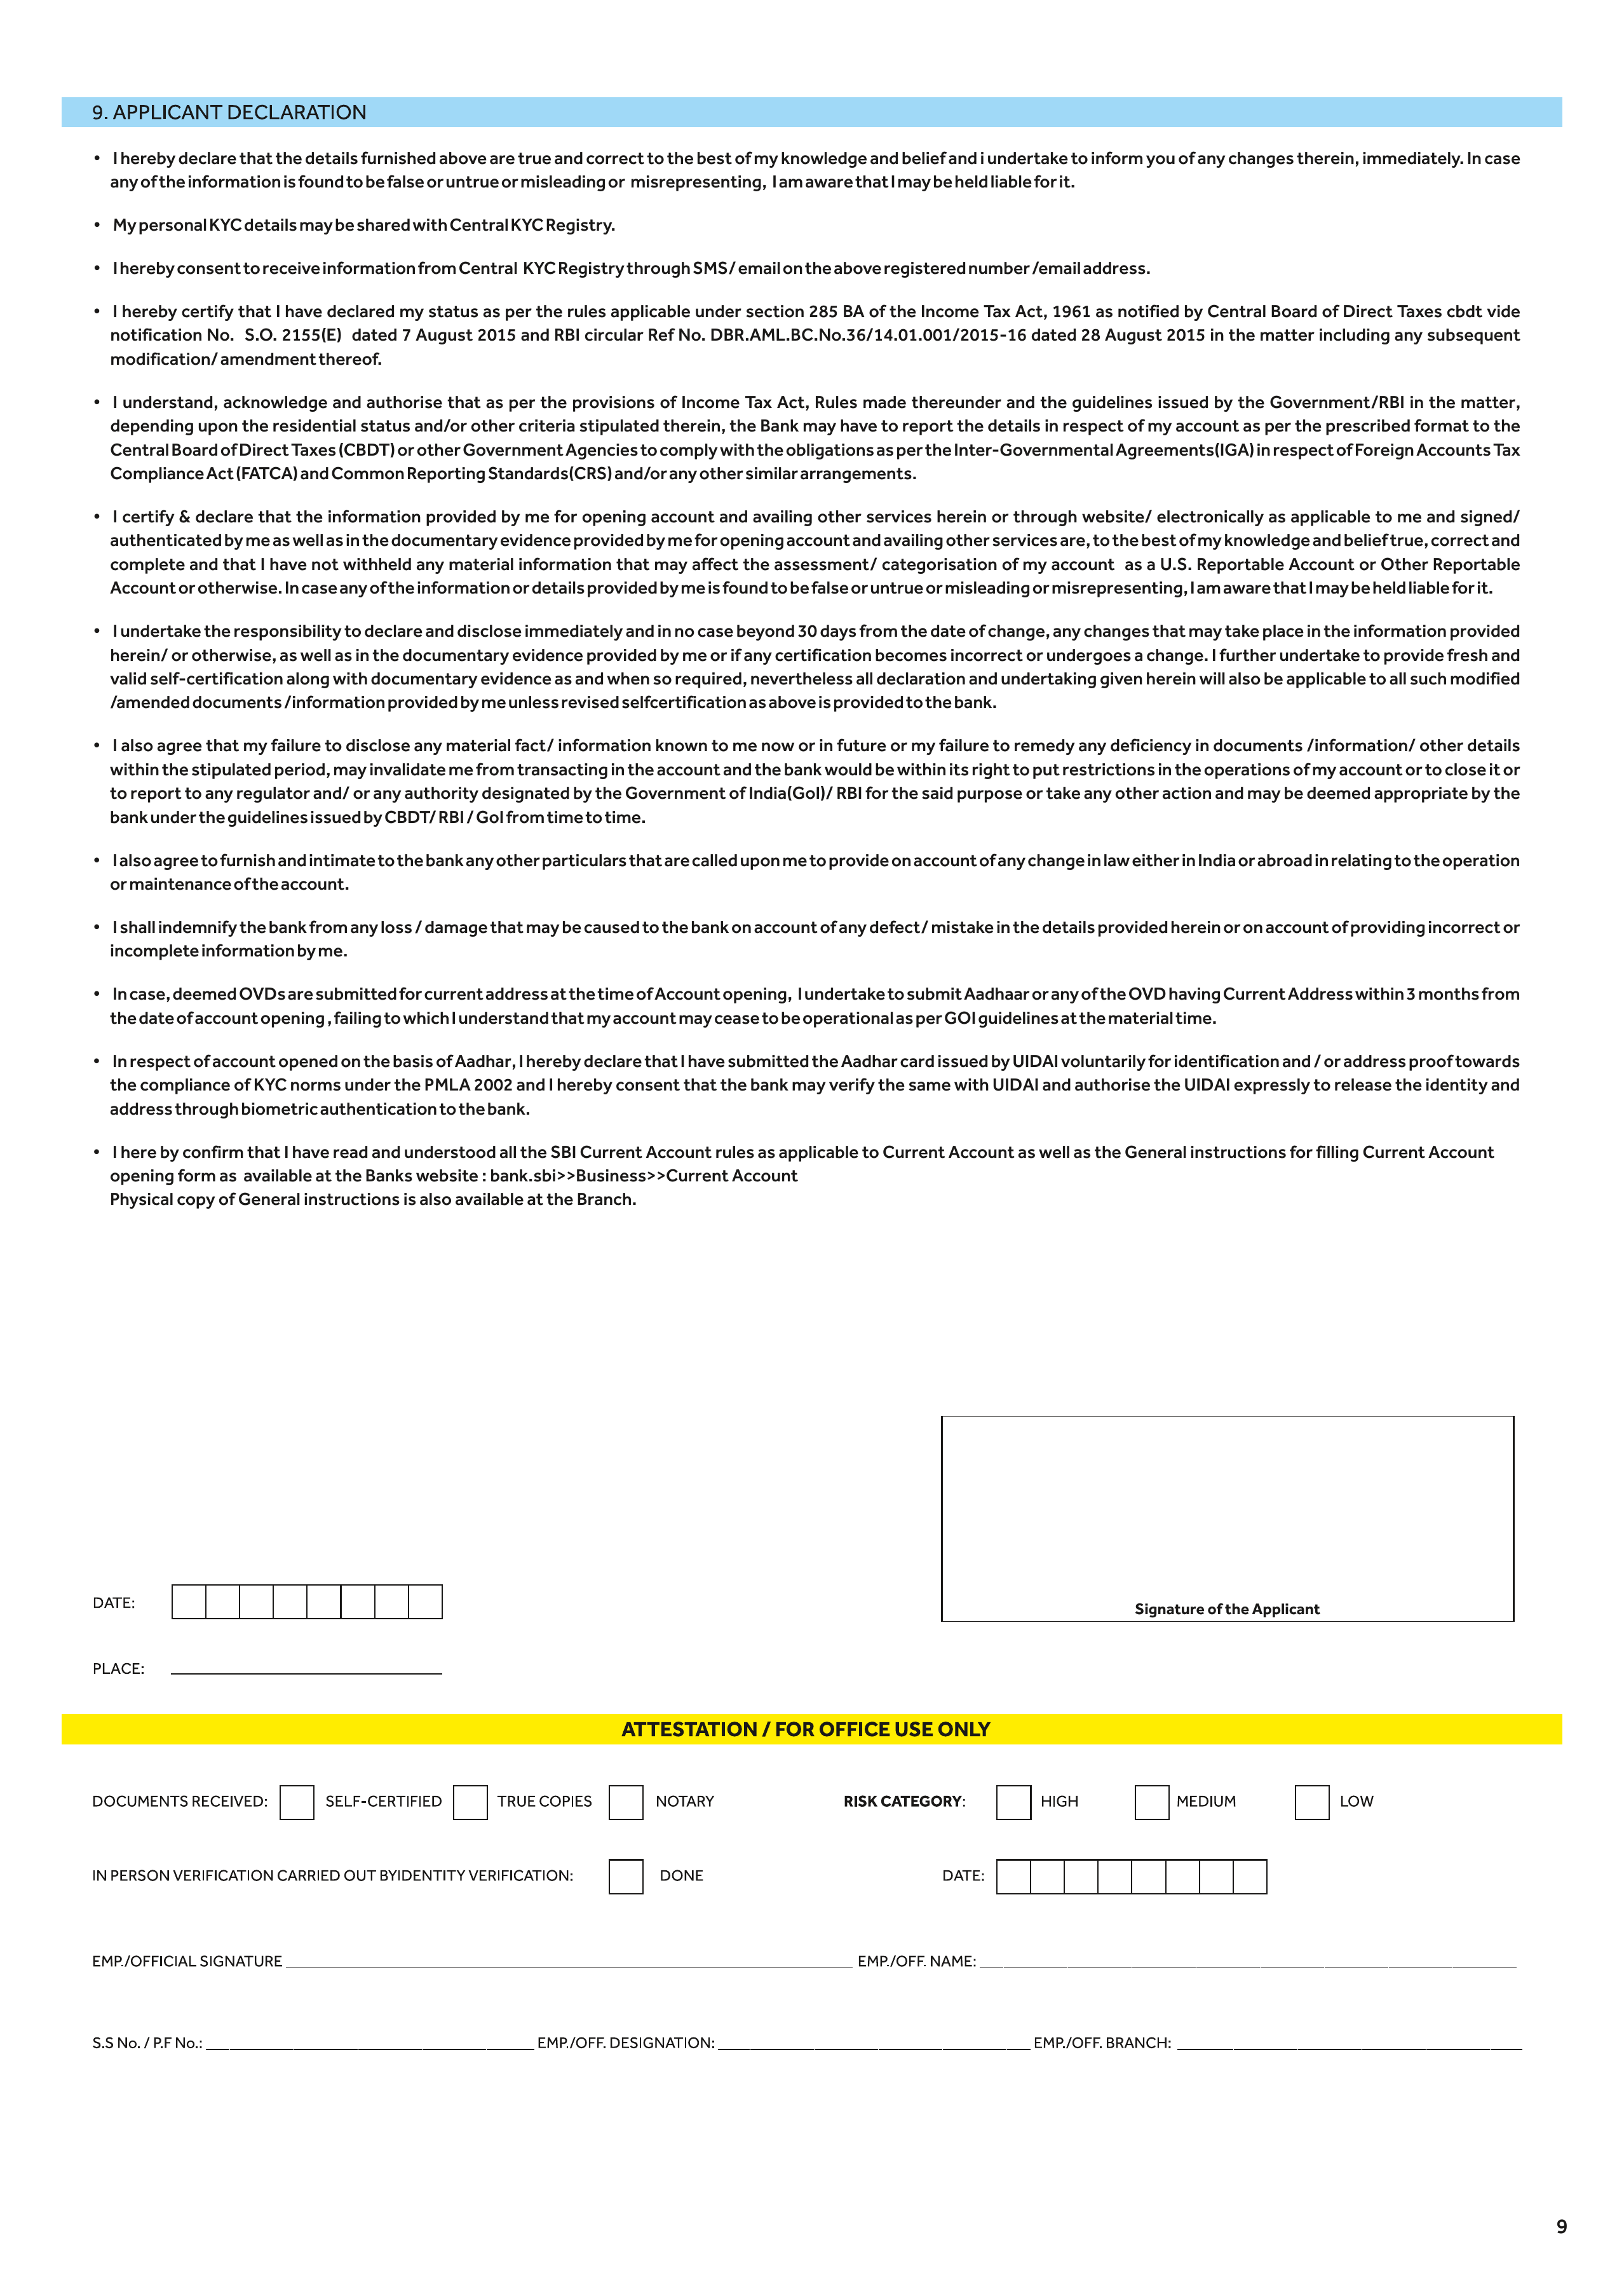 9. APPLICANT DECLARATION
• I hereby declare that the details furnished above are true and correct to the best of my knowledge and belief and i undertake to inform you of any changes therein, immediately. In case
any of the information is found to be false or untrue or misleading or misrepresenting, I am aware that I may be held liable for it.
• My personal KYC details may be shared with Central KYC Registry.
• I hereby consent to receive information from Central KYC Registry through SMS/ email on the above registered number /email address.
• I hereby certify that I have declared my status as per the rules applicable under section 285 BA of the Income Tax Act, 1961 as notified by Central Board of Direct Taxes cbdt vide
notification No. S.O. 2155(E) dated 7 August 2015 and RBI circular Ref No. DBR.AML.BC.No.36/14.01.001/2015-16 dated 28 August 2015 in the matter including any subsequent
modification/ amendment thereof.
• I understand, acknowledge and authorise that as per the provisions of Income Tax Act, Rules made thereunder and the guidelines issued by the Government/RBI in the matter,
depending upon the residential status and/or other criteria stipulated therein, the Bank may have to report the details in respect of my account as per the prescribed format to the
Central Board of Direct Taxes (CBDT) or other Government Agencies to comply with the obligations as per the Inter-Governmental Agreements(IGA) in respect of Foreign Accounts Tax
Compliance Act (FATCA) and Common Reporting Standards(CRS) and/or any other similar arrangements.
• I certify & declare that the information provided by me for opening account and availing other services herein or through website/ electronically as applicable to me and signed/
authenticated by me as well as in the documentary evidence provided by me for opening account and availing other services are, to the best of my knowledge and belief true, correct and
complete and that I have not withheld any material information that may affect the assessment/ categorisation of my account as a U.S. Reportable Account or Other Reportable
Account or otherwise. In case any of the information or details provided by me is found to be false or untrue or misleading or misrepresenting, I am aware that I may be held liable for it.
• I undertake the responsibility to declare and disclose immediately and in no case beyond 30 days from the date of change, any changes that may take place in the information provided
herein/ or otherwise, as well as in the documentary evidence provided by me or if any certification becomes incorrect or undergoes a change. I further undertake to provide fresh and
valid self-certification along with documentary evidence as and when so required, nevertheless all declaration and undertaking given herein will also be applicable to all such modified
/amended documents /information provided by me unless revised selfcertification as above is provided to the bank.
• I also agree that my failure to disclose any material fact/ information known to me now or in future or my failure to remedy any deficiency in documents /information/ other details
within the stipulated period, may invalidate me from transacting in the account and the bank would be within its right to put restrictions in the operations of my account or to close it or
to report to any regulator and/ or any authority designated by the Government of India(GoI)/ RBI for the said purpose or take any other action and may be deemed appropriate by the
bank under the guidelines issued by CBDT/ RBI / GoI from time to time.
• I also agree to furnish and intimate to the bank any other particulars that are called upon me to provide on account of any change in law either in India or abroad in relating to the operation
or maintenance of the account.
• I shall indemnify the bank from any loss / damage that may be caused to the bank on account of any defect/ mistake in the details provided herein or on account of providing incorrect or
incomplete information by me.
• In case, deemed OVDs are submitted for current address at the time of Account opening, I undertake to submit Aadhaar or any of the OVD having Current Address within 3 months from
the date of account opening , failing to which I understand that my account may cease to be operational as per GOI guidelines at the material time.
• In respect of account opened on the basis of Aadhar, I hereby declare that I have submitted the Aadhar card issued by UIDAI voluntarily for identification and / or address proof towards
the compliance of KYC norms under the PMLA 2002 and I hereby consent that the bank may verify the same with UIDAI and authorise the UIDAI expressly to release the identity and
address through biometric authentication to the bank.
• I here by confirm that I have read and understood all the SBI Current Account rules as applicable to Current Account as well as the General instructions for filling Current Account
opening form as available at the Banks website : bank.sbi>>Business>>Current Account
Physical copy of General instructions is also available at the Branch.
Signature of the Applicant
DATE:
PLACE:
ATTESTATION / FOR OFFICE USE ONLY
DOCUMENTS RECEIVED: SELF-CERTIFIED TRUE COPIES NOTARY RISK CATEGORY: HIGH MEDIUM LOW
IN PERSON VERIFICATION CARRIED OUT BYIDENTITY VERIFICATION: DONE DATE:
EMP./OFFICIAL SIGNATURE EMP./OFF. NAME:
S.S No. / P.F No.: EMP./OFF. DESIGNATION: EMP./OFF. BRANCH:
9